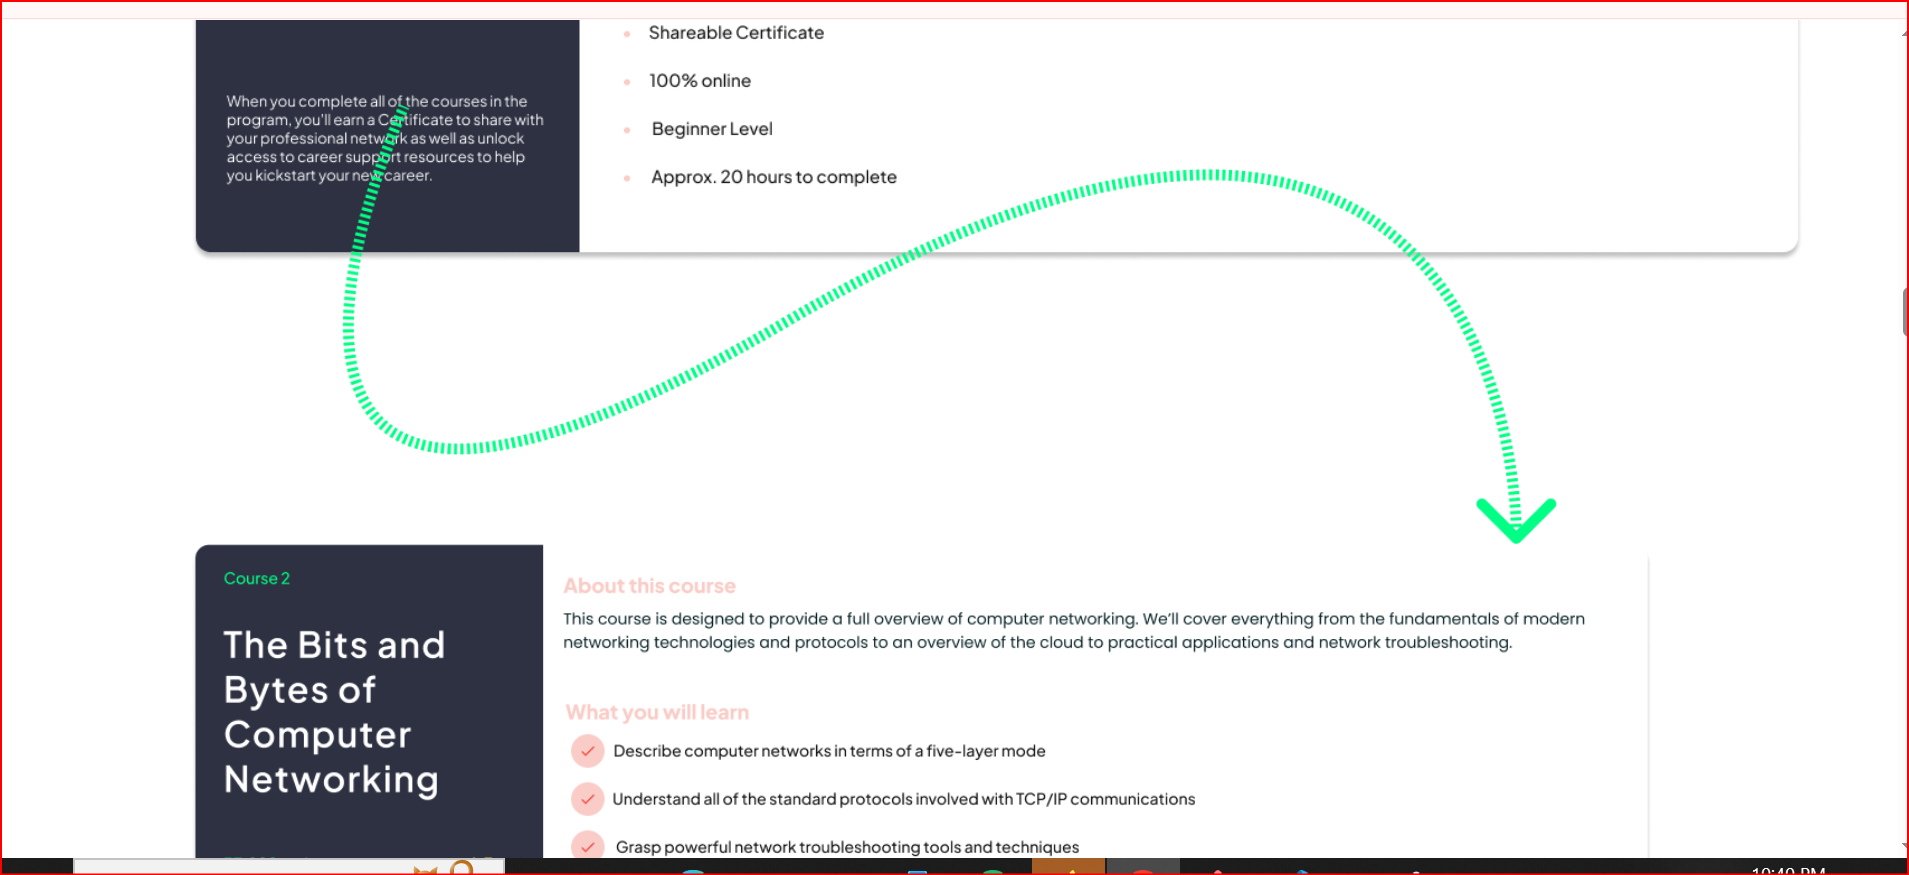 When you complete all of the courses in the
program, you'll earn a Certificate to share with
your professional network as well as unlock
access to career support resources to help
you kickstart your new career.
Shareable Certificate
100% online
Beginner Level
Approx. 20 hours to complete
Course 2
The Bits and
Bytes of
Computer
Networking
About this course
This course is designed to provide a full overview of computer networking. We'll cover everything from the fundamentals of modern
networking technologies and protocols to an overview of the cloud to practical applications and network troubleshooting.
What you will learn
Describe computer networks in terms of a five-layer mode
Understand all of the standard protocols involved with TCP/IP communications
Grasp powerful network troubleshooting tools and techniques
10:40 PM